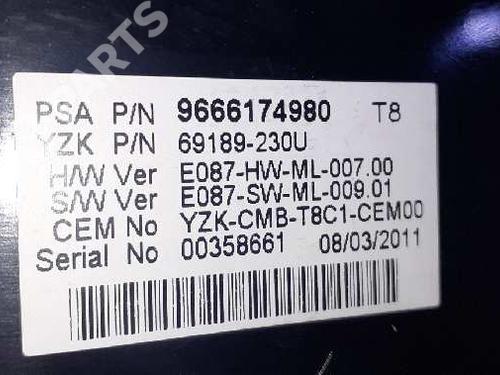 PSA P/N 9666174980 T8
YZK P/N 69189-230U
H/W Ver E087-HW-ML-007.00
S/W Ver E087-SW-ML-009.01
CEM No YZK-CMB-T8C1-CEM00
Serial No 00358661 08/03/2011
PARTS